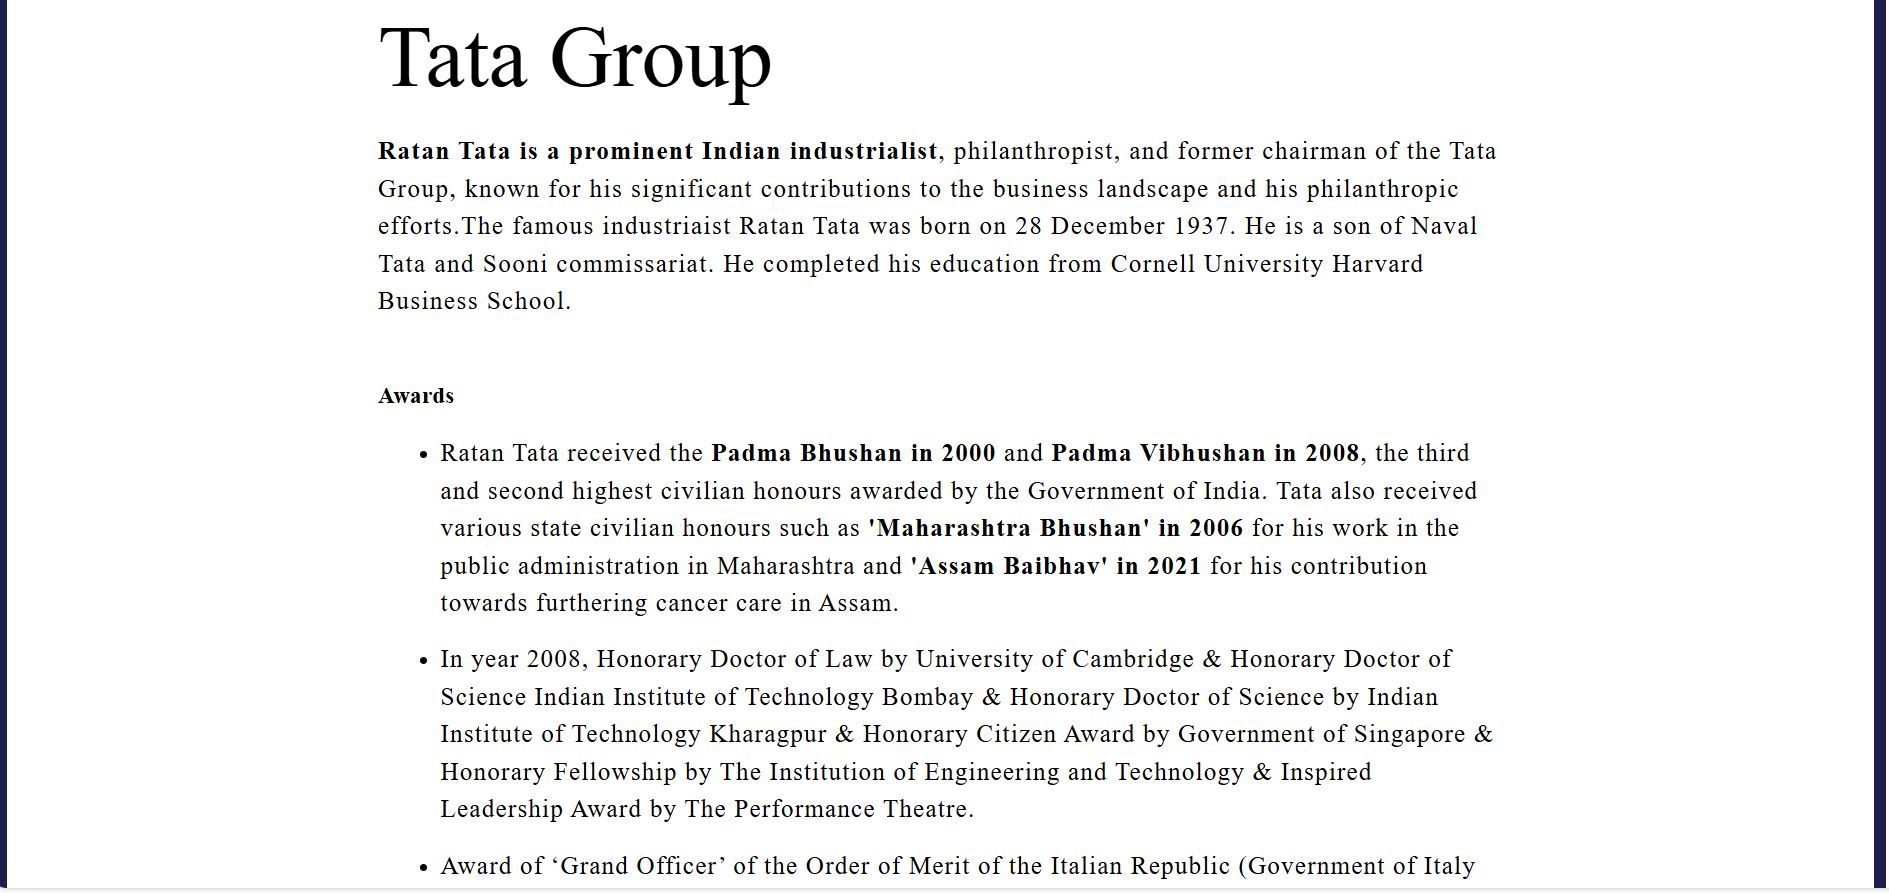 Tata Group
Ratan Tata is a prominent Indian industrialist, philanthropist, and former chairman of the Tata
Group, known for his significant contributions to the business landscape and his philanthropic
efforts.The famous industriaist Ratan Tata was born on 28 December 1937. He is a son of Naval
Tata and Sooni commissariat. He completed his education from Cornell University Harvard
Business School.
Awards
• Ratan Tata received the Padma Bhushan in 2000 and Padma Vibhushan in 2008, the third
and second highest civilian honours awarded by the Government of India. Tata also received
various state civilian honours such as 'Maharashtra Bhushan' in 2006 for his work in the
public administration in Maharashtra and 'Assam Baibhav' in 2021 for his contribution
towards furthering cancer care in Assam.
• In year 2008, Honorary Doctor of Law by University of Cambridge & Honorary Doctor of
Science Indian Institute of Technology Bombay & Honorary Doctor of Science by Indian
Institute of Technology Kharagpur & Honorary Citizen Award by Government of Singapore &
Honorary Fellowship by The Institution of Engineering and Technology & Inspired
Leadership Award by The Performance Theatre.
• Award of ‘Grand Officer’ of the Order of Merit of the Italian Republic (Government of Italy